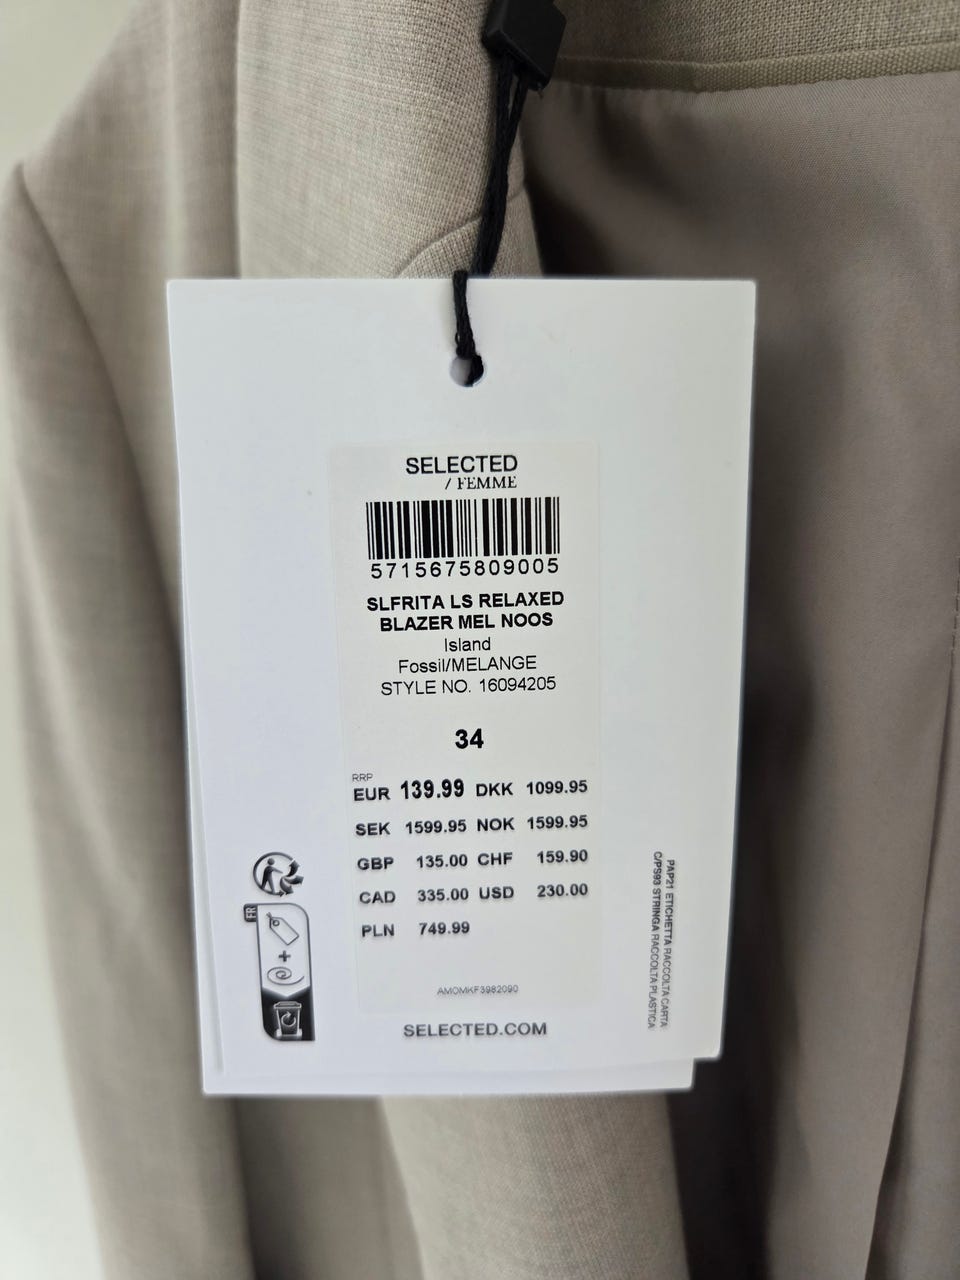 SELECTED
/ FEMME
5715675809005
SLFRITA LS RELAXED
BLAZER MEL NOOS
Island
Fossil/MELANGE
STYLE NO. 16094205
34
RRP
EUR 139.99 DKK 1099.95
SEK 1599.95 NOK 1599.95
GBP 135.00 CHF 159.90
CAD 335.00 USD 230.00
PLN 749.99
AMOMKF3982090
SELECTED.COM
FR
+
PAP21 ETICHETTA RACCOLTA CARTA
C/PS93 STRINGA RACCOLTA PLASTICA